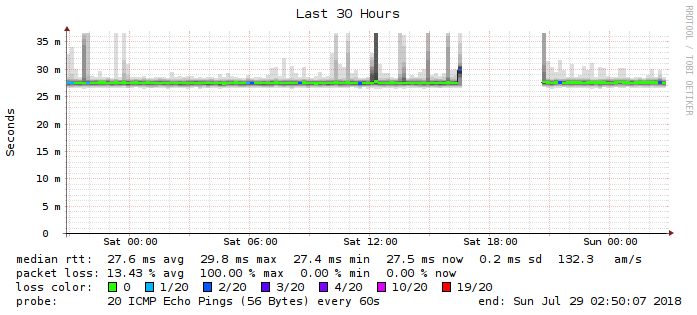 Last 30 Hours
RRDTOOL / TOBI OETIKER
Seconds
35 m
30 m
25 m
20 m
15 m
10 m
5 m
0
Sat 00:00 Sat 06:00 Sat 12:00 Sat 18:00 Sun 00:00
median rtt: 27.6 ms avg 29.8 ms max 27.4 ms min 27.5 ms now 0.2 ms sd 132.3 am/s
packet loss: 13.43 % avg 100.00 % max 0.00 % min 0.00 % now
loss color: 0 1/20 2/20 3/20 4/20 10/20 19/20
probe: 20 ICMP Echo Pings (56 Bytes) every 60s end: Sun Jul 29 02:50:07 2018